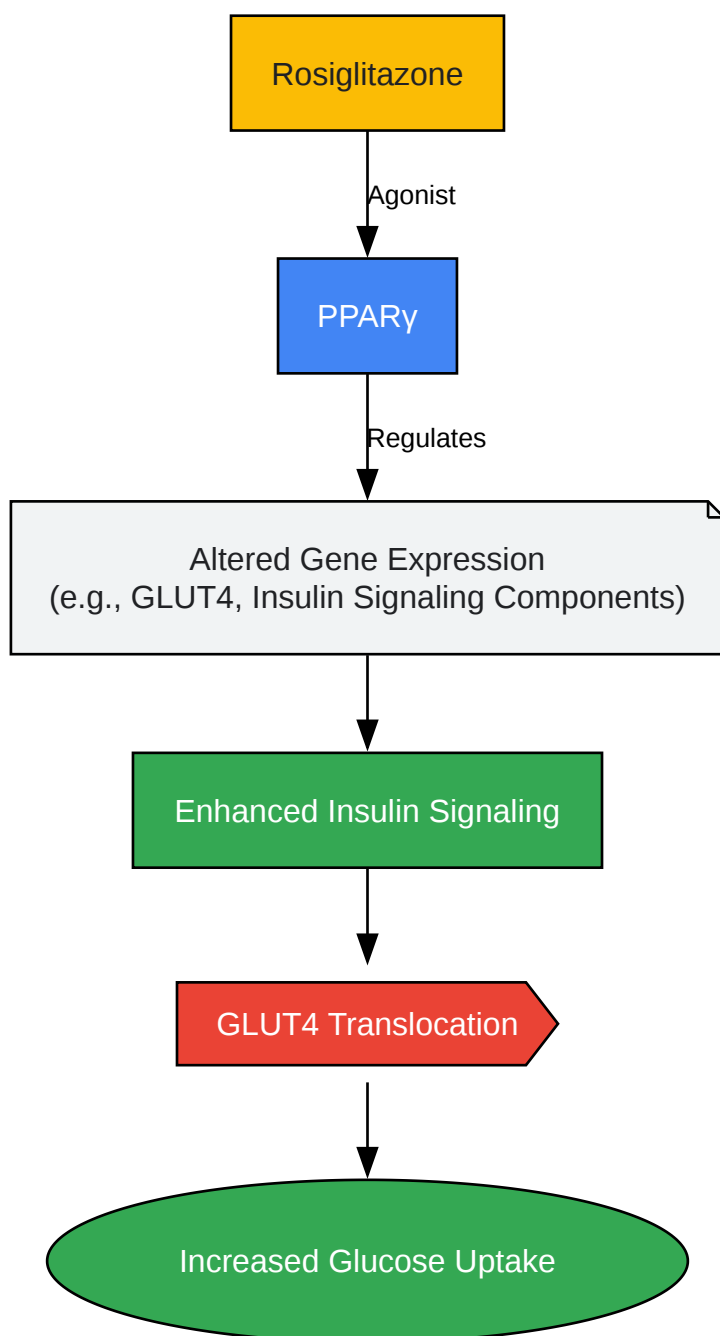 Rosiglitazone
Agonist
PPARγ
Regulates
Altered Gene Expression
(e.g., GLUT4, Insulin Signaling Components)
Enhanced Insulin Signaling
GLUT4 Translocation
Increased Glucose Uptake